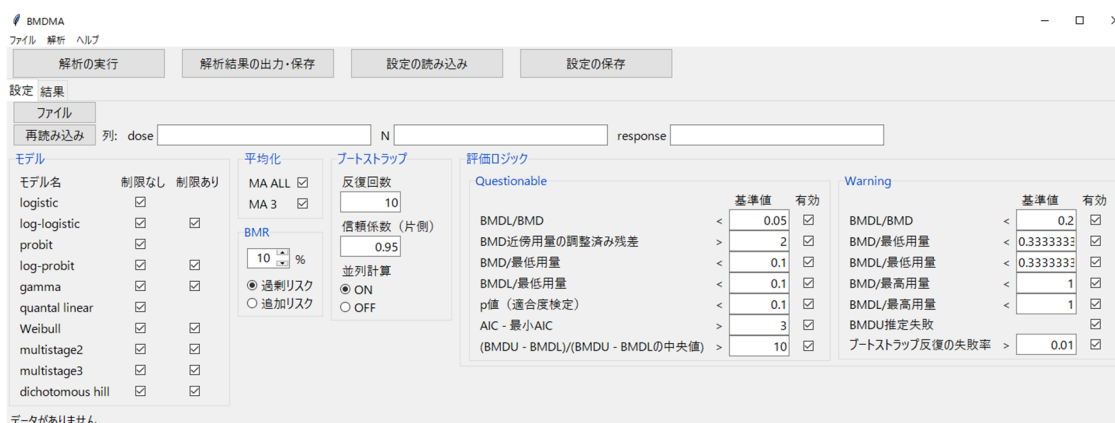 BMDMA
ファイル 解析 ヘルプ
解析の実行 解析結果の出力・保存 設定の読み込み 設定の保存
設定 結果
ファイル
再読み込み 列: dose N response
モデル
モデル名 制限なし 制限あり
logistic
log-logistic
probit
log-probit
gamma
quantal linear
Weibull
multistage2
multistage3
dichotomous hill
平均化
MA ALL
MA 3
BMR
10 %
過剰リスク
追加リスク
ブートストラップ
反復回数
10
信頼係数（片側）
0.95
並列計算
ON
OFF
評価ロジック
Questionable
基準値 有効
BMDL/BMD < 0.05
BMD近傍用量の調整済み残差 > 2
BMD/最低用量 < 0.1
BMDL/最低用量 < 0.1
p値（適合度検定） < 0.1
AIC - 最小AIC > 3
(BMDU - BMDL)/(BMDU - BMDLの中央値) > 10
Warning
基準値 有効
BMDL/BMD < 0.2
BMD/最低用量 < 0.3333333
BMDL/最低用量 < 0.3333333
BMD/最高用量 < 1
BMDL/最高用量 < 1
BMDU推定失敗
ブートストラップ反復の失敗率 > 0.01
データがありません